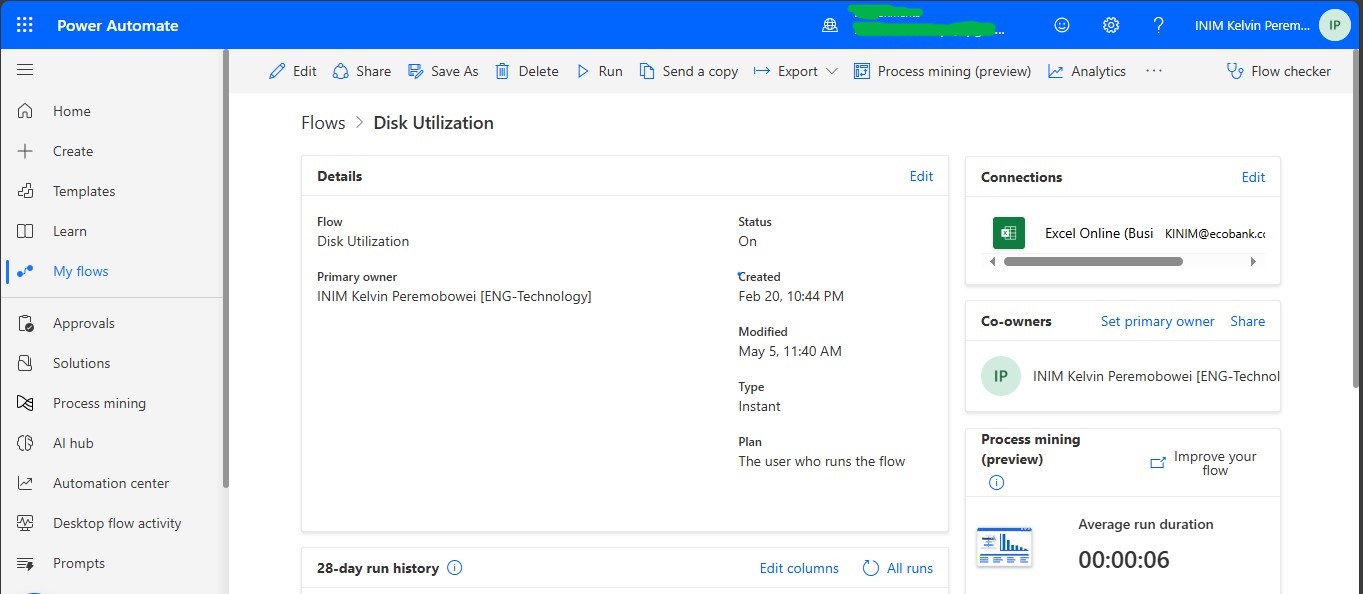 Power Automate
INIM Kelvin Perem...
IP
Edit
Share
Save As
Delete
Run
Send a copy
Export
Process mining (preview)
Analytics
Flow checker
Home
Create
Templates
Learn
My flows
Approvals
Solutions
Process mining
AI hub
Automation center
Desktop flow activity
Prompts
Flows > Disk Utilization
Details
Edit
Flow
Disk Utilization
Primary owner
INIM Kelvin Peremobowei [ENG-Technology]
Status
On
Created
Feb 20, 10:44 PM
Modified
May 5, 11:40 AM
Type
Instant
Plan
The user who runs the flow
28-day run history
Edit columns
All runs
Connections
Edit
Excel Online (Busi
KINIM@ecobank.cc
Co-owners
Set primary owner
Share
IP
INIM Kelvin Peremobowei [ENG-Technol
Process mining
(preview)
Improve your
flow
Average run duration
00:00:06